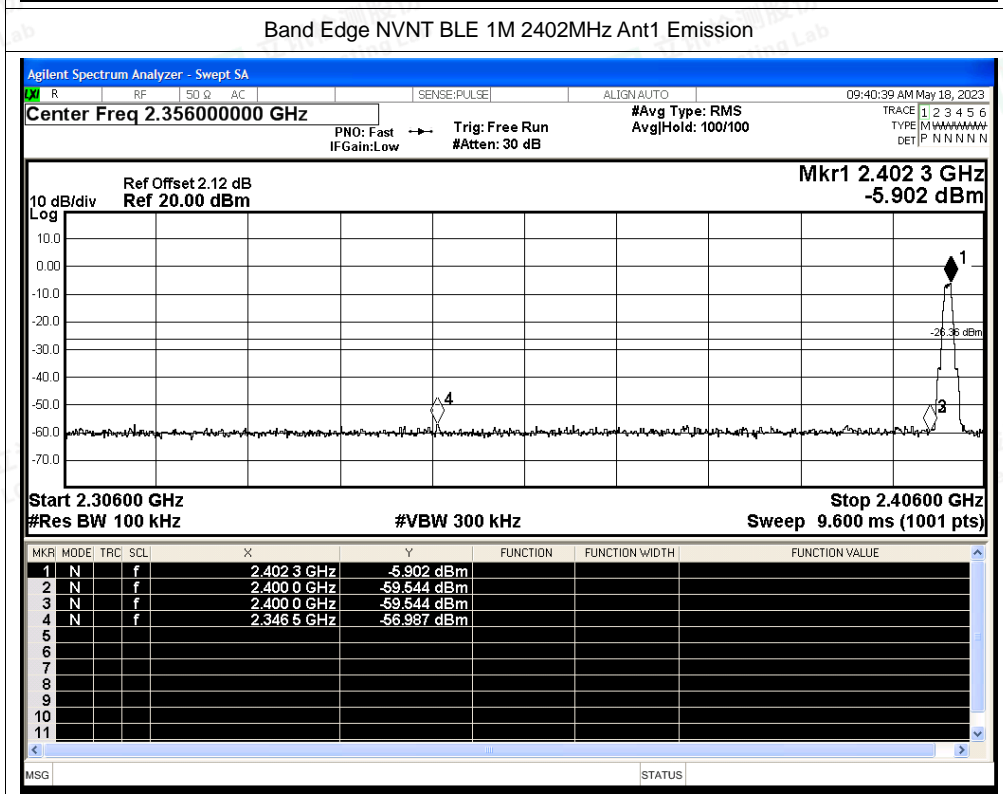 Band Edge NVNT BLE 1M 2402MHz Ant1 Emission
Agilent Spectrum Analyzer - Swept SA
LXI R RF 50 Ω AC SENSE:PULSE ALIGN AUTO 09:40:39 AM May 18, 2023
Center Freq 2.356000000 GHz
PNO: Fast
IFGain:Low
Trig: Free Run
#Atten: 30 dB
#Avg Type: RMS
Avg|Hold: 100/100
TRACE 1 2 3 4 5 6
TYPE M W W W W W
DET P N N N N N
Mkr1 2.402 3 GHz
-5.902 dBm
Ref Offset 2.12 dB
10 dB/div Ref 20.00 dBm
Log
10.0
0.00
-10.0
-20.0
-30.0
-40.0
-50.0
-60.0
-70.0
1
-26.36 dBm
4
3
Start 2.30600 GHz Stop 2.40600 GHz
#Res BW 100 kHz #VBW 300 kHz Sweep 9.600 ms (1001 pts)
MKR MODE TRC SCL X Y FUNCTION FUNCTION WIDTH FUNCTION VALUE
1 N f 2.402 3 GHz -5.902 dBm
2 N f 2.400 0 GHz -59.544 dBm
3 N f 2.400 0 GHz -59.544 dBm
4 N f 2.346 5 GHz -56.987 dBm
5
6
7
8
9
10
11
MSG STATUS